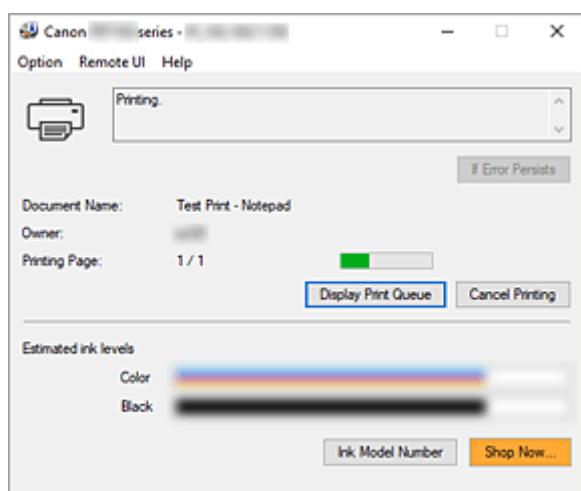 Canon series -
Option Remote UI Help
Printing.
If Error Persists
Document Name: Test Print - Notepad
Owner:
Printing Page: 1 / 1
Display Print Queue Cancel Printing
Estimated ink levels
Color
Black
Ink Model Number Shop Now...